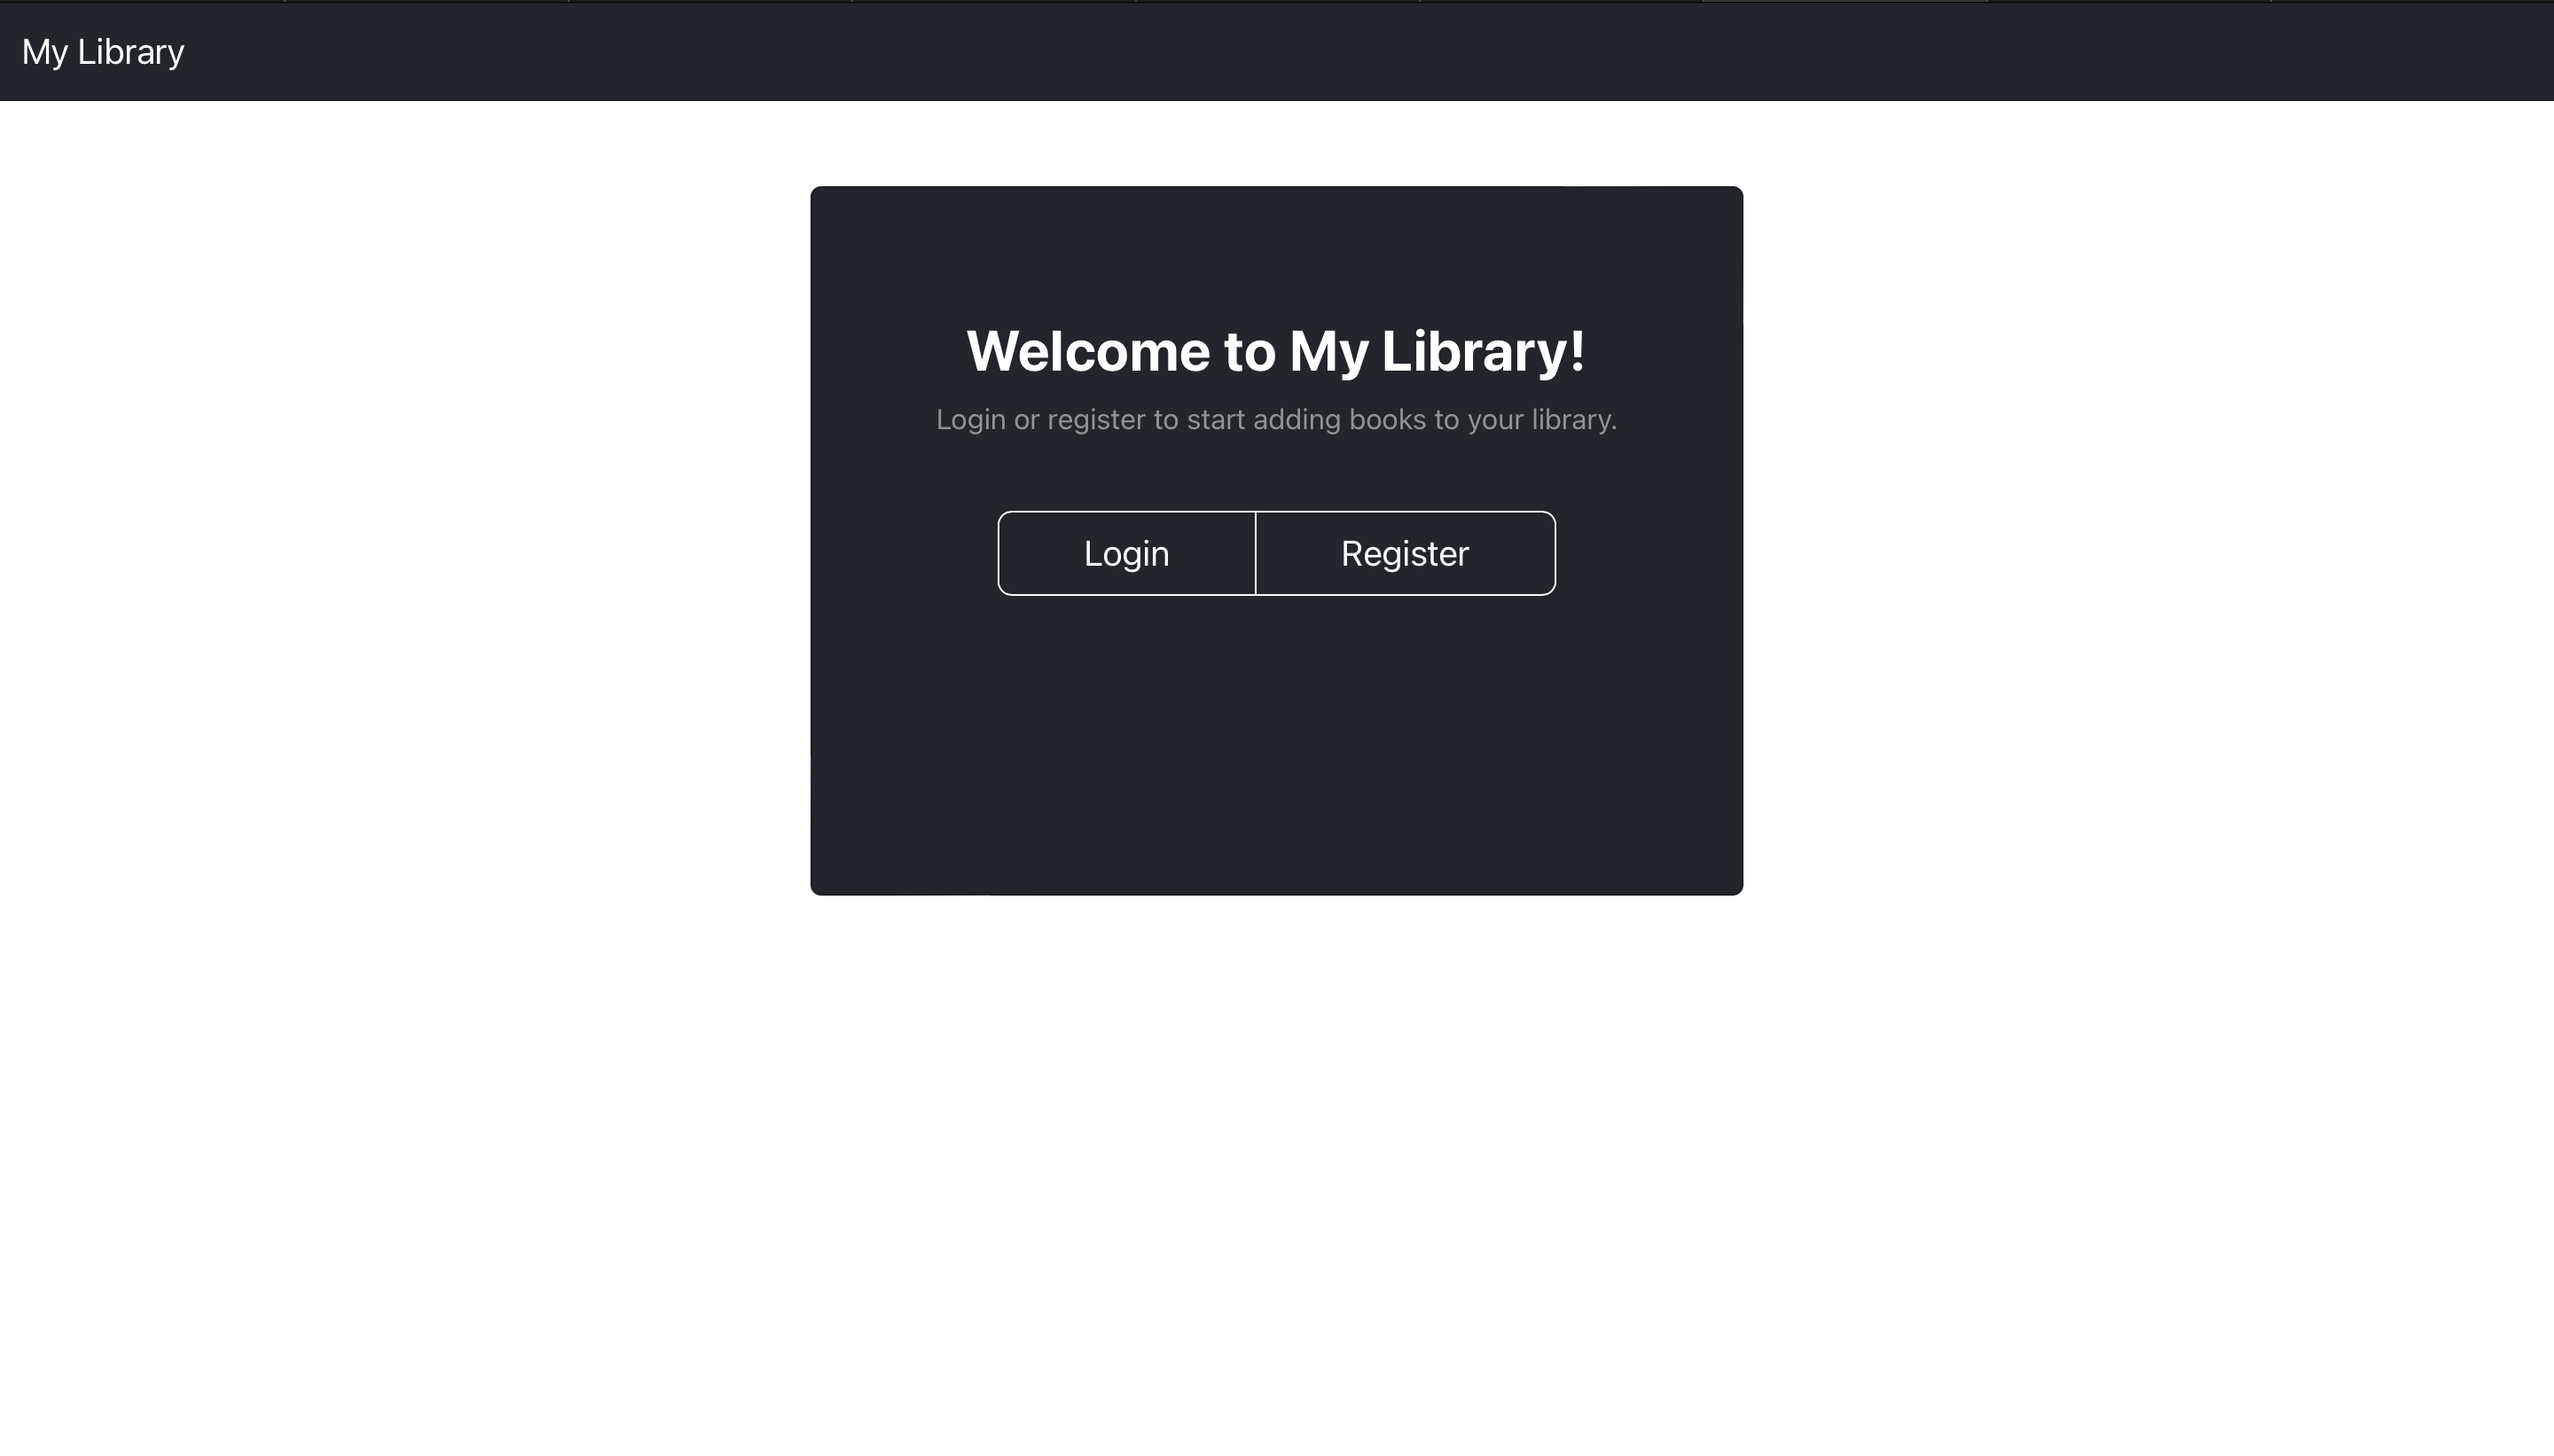 My Library
Welcome to My Library!
Login or register to start adding books to your library.
Login
Register